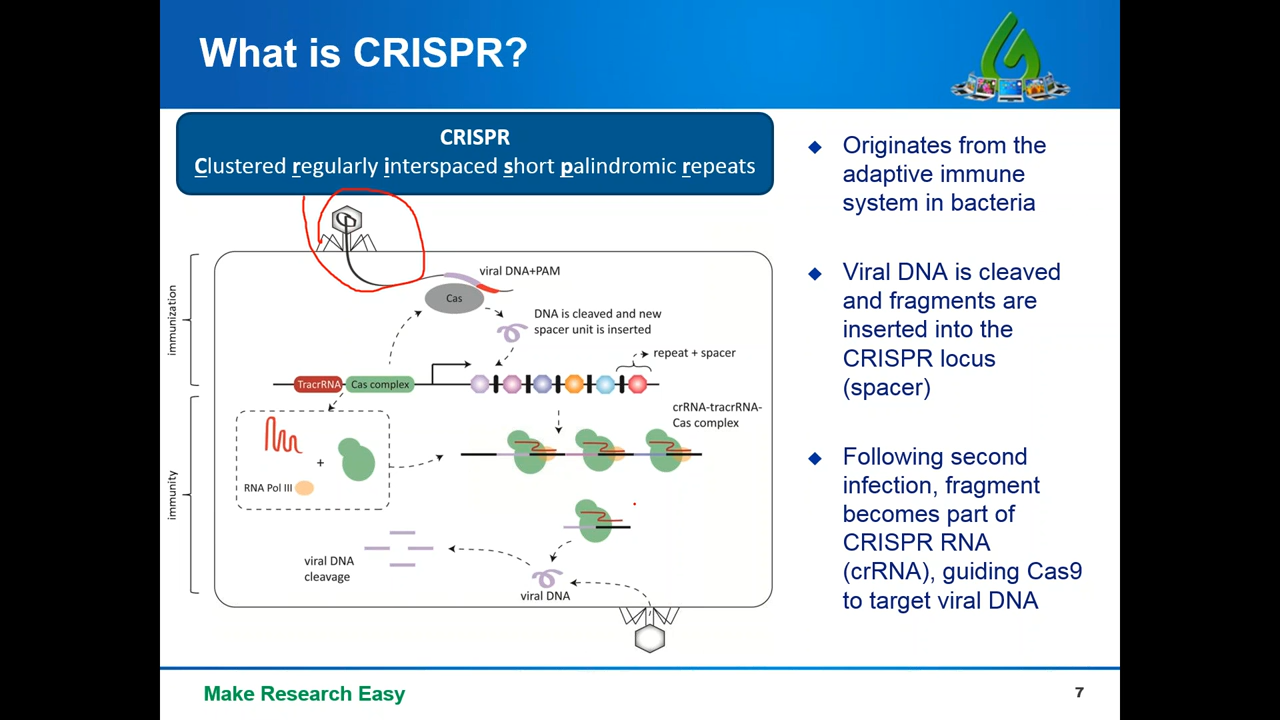 What is CRISPR?
CRISPR
Clustered regularly interspaced short palindromic repeats
Originates from the
adaptive immune
system in bacteria
Viral DNA is cleaved
and fragments are
inserted into the
CRISPR locus
(spacer)
Following second
infection, fragment
becomes part of
CRISPR RNA
(crRNA), guiding Cas9
to target viral DNA
immunization
viral DNA+PAM
Cas
DNA is cleaved and new
spacer unit is inserted
repeat + spacer
TracrRNA
Cas complex
immunity
crRNA-tracrRNA-
Cas complex
+
RNA Pol III
viral DNA
cleavage
viral DNA
Make Research Easy
7